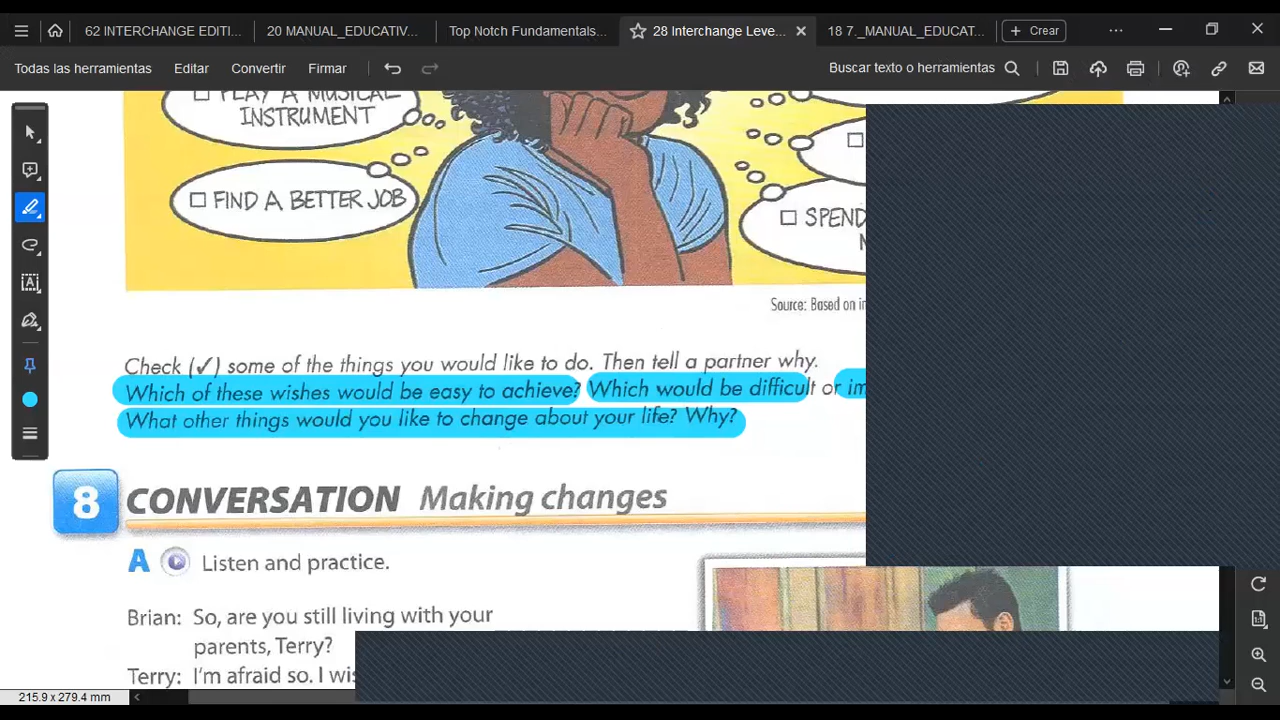 62 INTERCHANGE EDITI... 20 MANUAL_EDUCATIV... Top Notch Fundamentals... 28 Interchange Leve... 18 7._MANUAL_EDUCAT... + Crear
Todas las herramientas Editar Convertir Firmar Buscar texto o herramientas
PLAY A MUSICAL
INSTRUMENT
FIND A BETTER JOB
SPEND
Source: Based on
Check (✓) some of the things you would like to do. Then tell a partner why.
Which of these wishes would be easy to achieve? Which would be difficult or im
What other things would you like to change about your life? Why?
8 CONVERSATION Making changes
A Listen and practice.
Brian: So, are you still living with your
parents, Terry?
Terry: I'm afraid so. I wis
215.9 x 279.4 mm